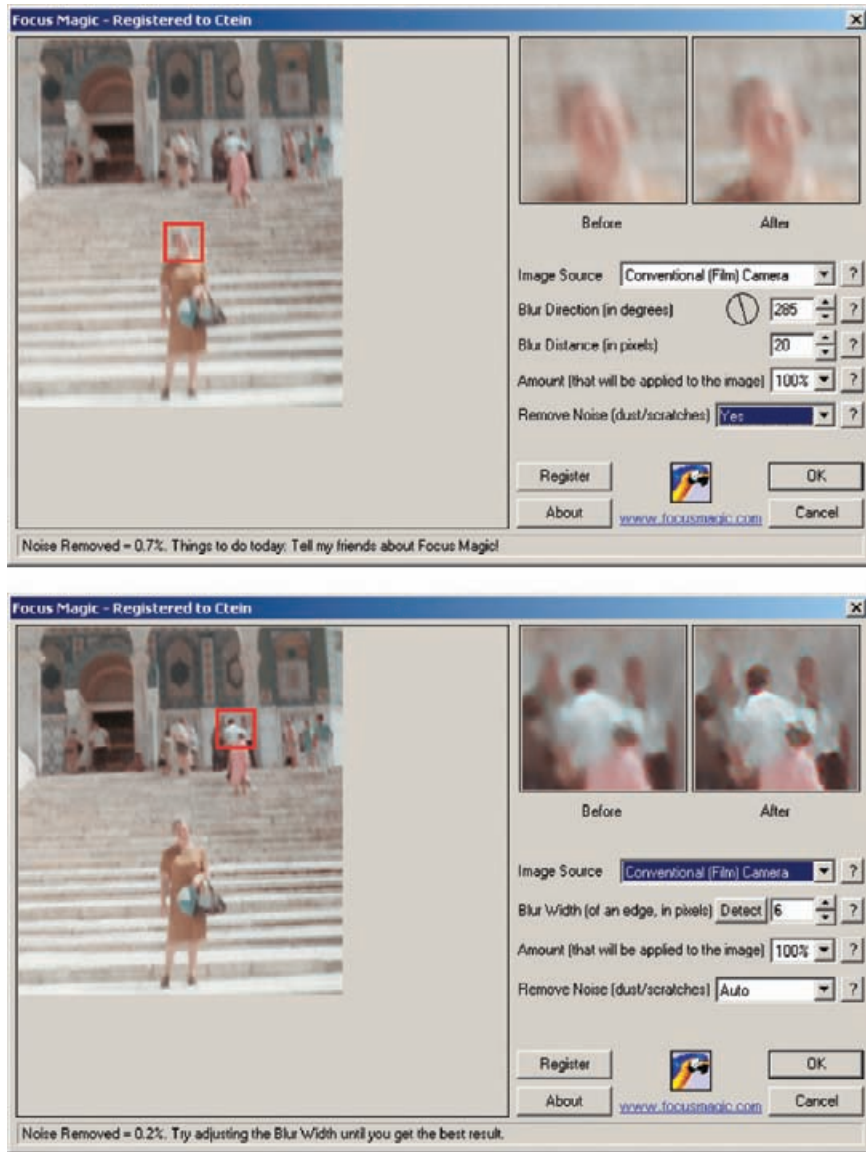 Focus Magic - Registered to Ctein
Before After
Image Source Conventional (Film) Camera ?
Blur Direction (in degrees) 285 ?
Blur Distance (in pixels) 20 ?
Amount (that will be applied to the image) 100% ?
Remove Noise (dust/scratches) Yes ?
Register OK
About www.focusmagic.com Cancel
Noise Removed = 0.7%. Things to do today: Tell my friends about Focus Magic!
Focus Magic - Registered to Ctein
Before After
Image Source Conventional (Film) Camera ?
Blur Width (of an edge, in pixels) Detect 6 ?
Amount (that will be applied to the image) 100% ?
Remove Noise (dust/scratches) Auto ?
Register OK
About www.focusmagic.com Cancel
Noise Removed = 0.2%. Try adjusting the Blur Width until you get the best result.